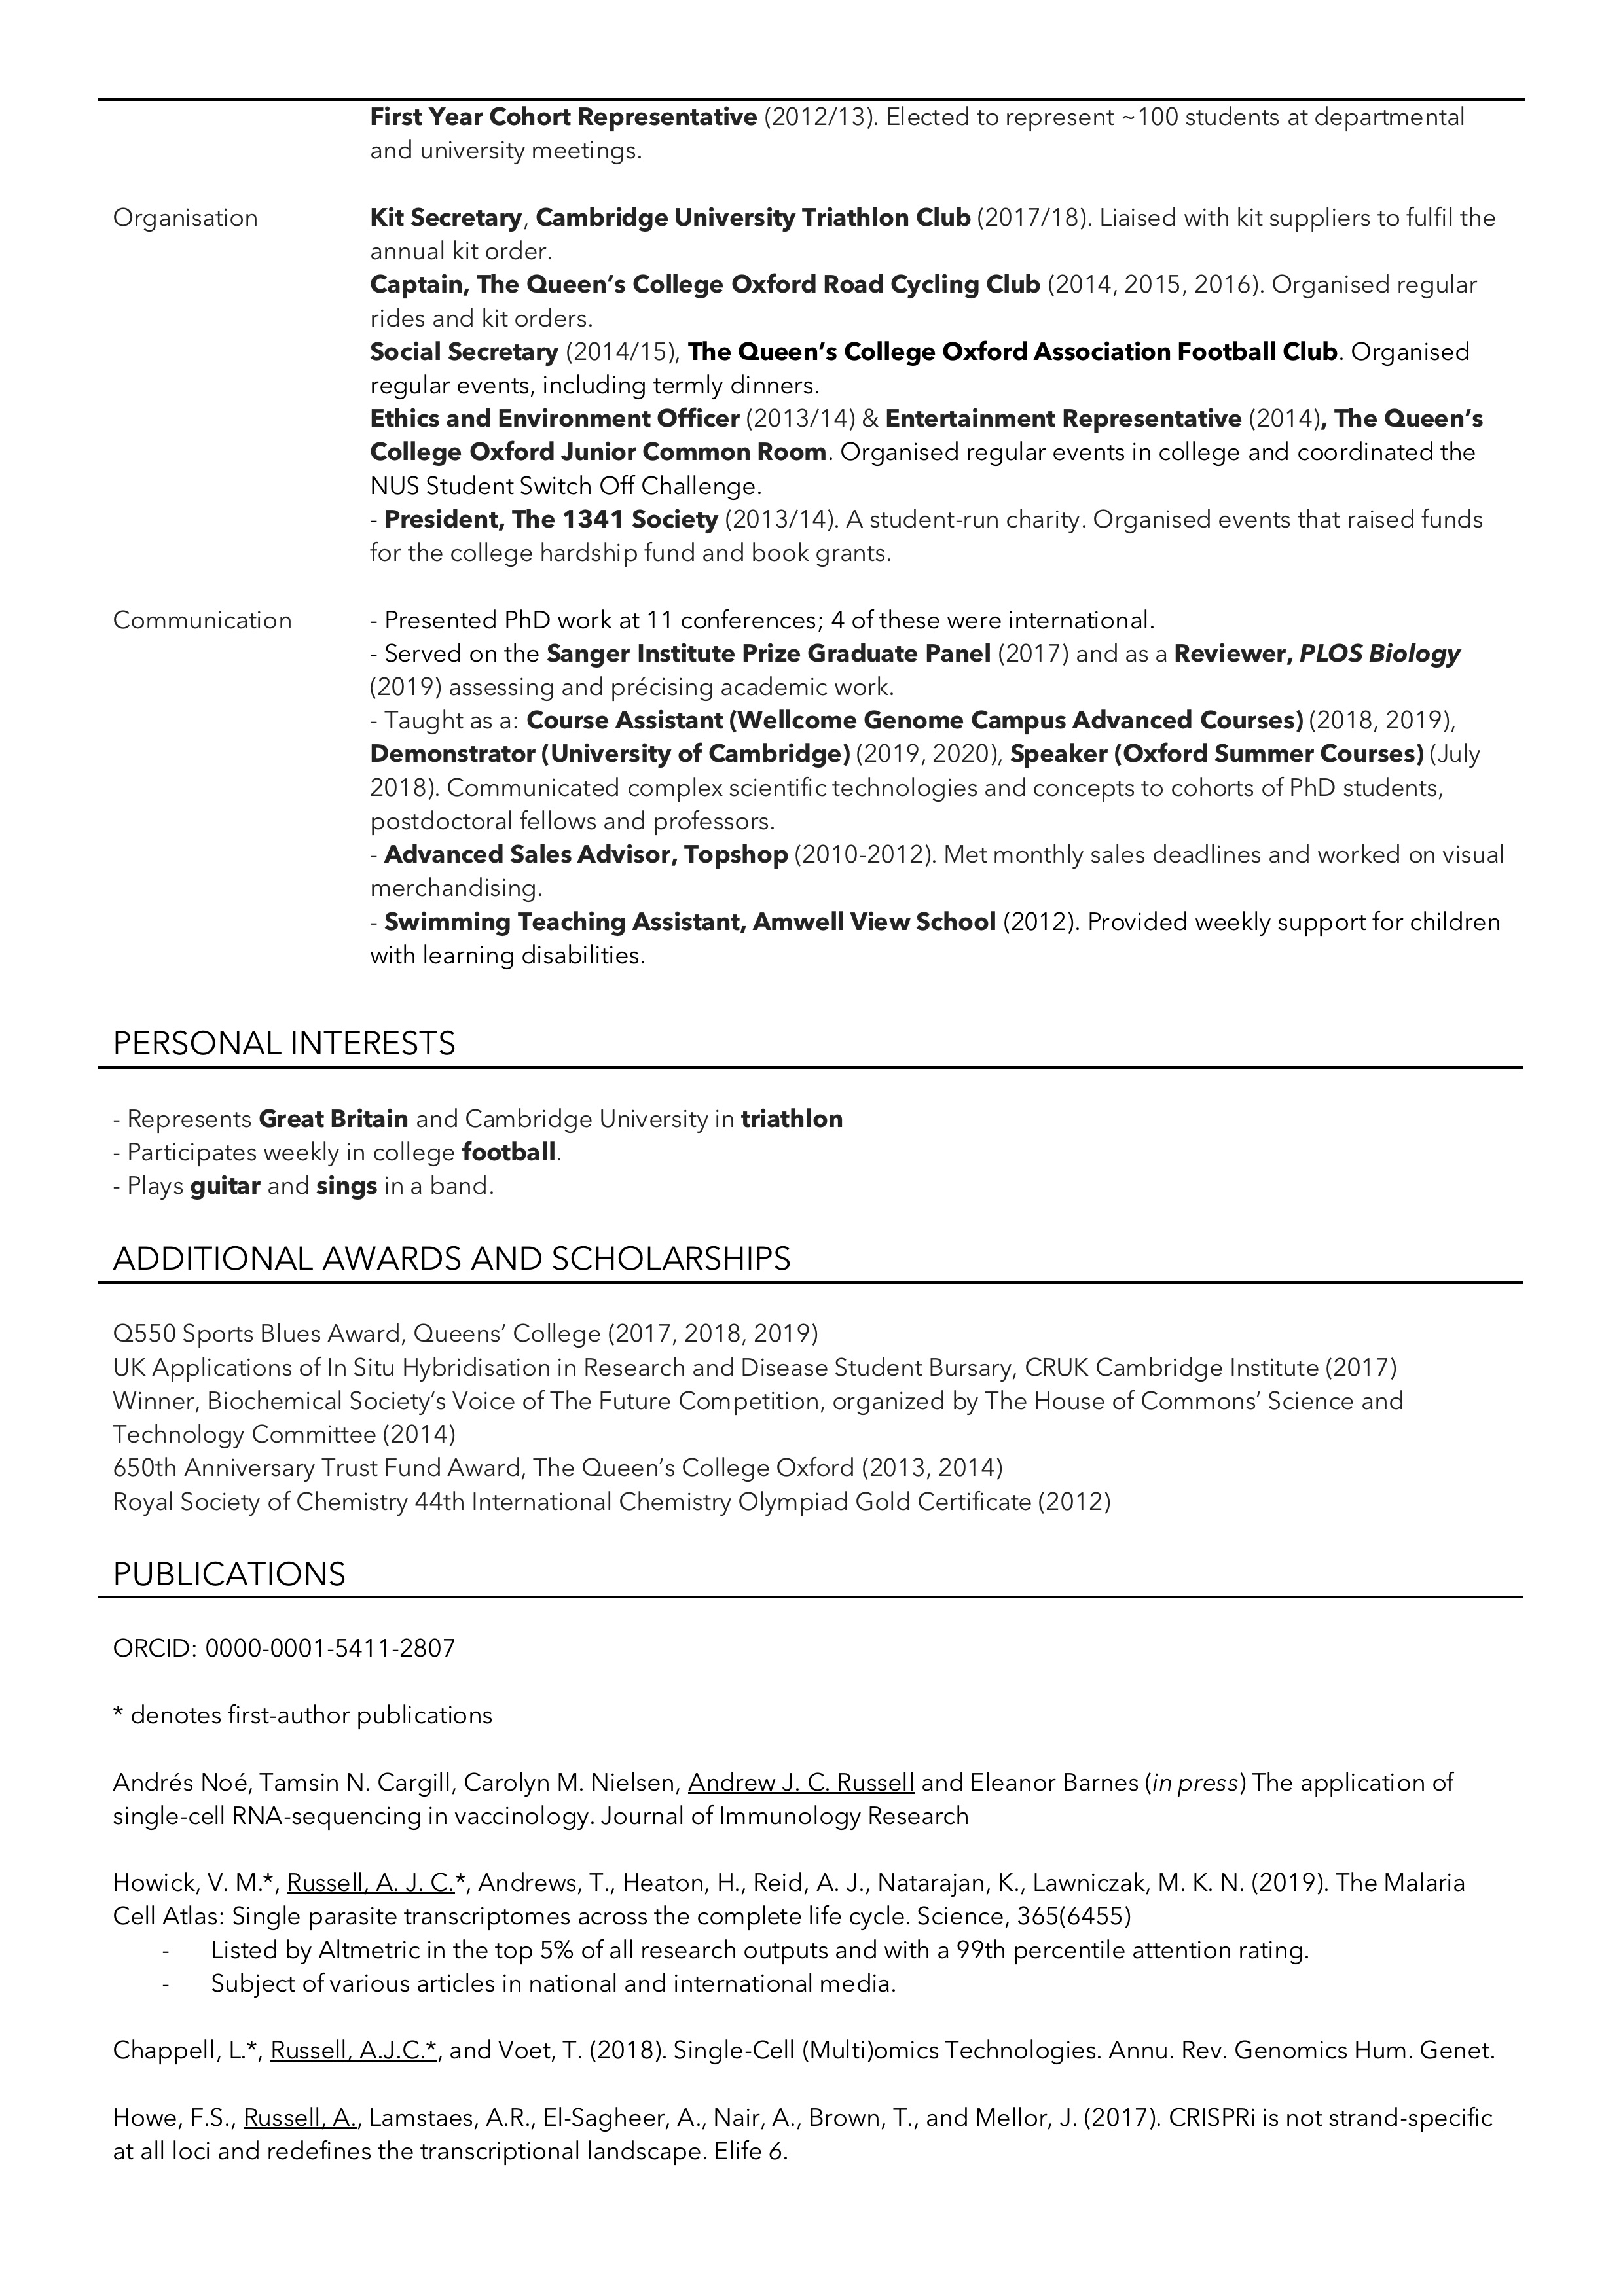 First Year Cohort Representative (2012/13). Elected to represent ~100 students at departmental
and university meetings.
Organisation
Kit Secretary, Cambridge University Triathlon Club (2017/18). Liaised with kit suppliers to fulfil the
annual kit order.
Captain, The Queen’s College Oxford Road Cycling Club (2014, 2015, 2016). Organised regular
rides and kit orders.
Social Secretary (2014/15), The Queen’s College Oxford Association Football Club. Organised
regular events, including termly dinners.
Ethics and Environment Officer (2013/14) & Entertainment Representative (2014), The Queen’s
College Oxford Junior Common Room. Organised regular events in college and coordinated the
NUS Student Switch Off Challenge.
- President, The 1341 Society (2013/14). A student-run charity. Organised events that raised funds
for the college hardship fund and book grants.
Communication
- Presented PhD work at 11 conferences; 4 of these were international.
- Served on the Sanger Institute Prize Graduate Panel (2017) and as a Reviewer, PLOS Biology
(2019) assessing and précising academic work.
- Taught as a: Course Assistant (Wellcome Genome Campus Advanced Courses) (2018, 2019),
Demonstrator (University of Cambridge) (2019, 2020), Speaker (Oxford Summer Courses) (July
2018). Communicated complex scientific technologies and concepts to cohorts of PhD students,
postdoctoral fellows and professors.
- Advanced Sales Advisor, Topshop (2010-2012). Met monthly sales deadlines and worked on visual
merchandising.
- Swimming Teaching Assistant, Amwell View School (2012). Provided weekly support for children
with learning disabilities.
PERSONAL INTERESTS
- Represents Great Britain and Cambridge University in triathlon
- Participates weekly in college football.
- Plays guitar and sings in a band.
ADDITIONAL AWARDS AND SCHOLARSHIPS
Q550 Sports Blues Award, Queens’ College (2017, 2018, 2019)
UK Applications of In Situ Hybridisation in Research and Disease Student Bursary, CRUK Cambridge Institute (2017)
Winner, Biochemical Society’s Voice of The Future Competition, organized by The House of Commons’ Science and
Technology Committee (2014)
650th Anniversary Trust Fund Award, The Queen’s College Oxford (2013, 2014)
Royal Society of Chemistry 44th International Chemistry Olympiad Gold Certificate (2012)
PUBLICATIONS
ORCID: 0000-0001-5411-2807
* denotes first-author publications
Andrés Noé, Tamsin N. Cargill, Carolyn M. Nielsen, Andrew J. C. Russell and Eleanor Barnes (in press) The application of
single-cell RNA-sequencing in vaccinology. Journal of Immunology Research
Howick, V. M.*, Russell, A. J. C.*, Andrews, T., Heaton, H., Reid, A. J., Natarajan, K., Lawniczak, M. K. N. (2019). The Malaria
Cell Atlas: Single parasite transcriptomes across the complete life cycle. Science, 365(6455)
- Listed by Altmetric in the top 5% of all research outputs and with a 99th percentile attention rating.
- Subject of various articles in national and international media.
Chappell, L.*, Russell, A.J.C.*, and Voet, T. (2018). Single-Cell (Multi)omics Technologies. Annu. Rev. Genomics Hum. Genet.
Howe, F.S., Russell, A., Lamstaes, A.R., El-Sagheer, A., Nair, A., Brown, T., and Mellor, J. (2017). CRISPRi is not strand-specific
at all loci and redefines the transcriptional landscape. Elife 6.